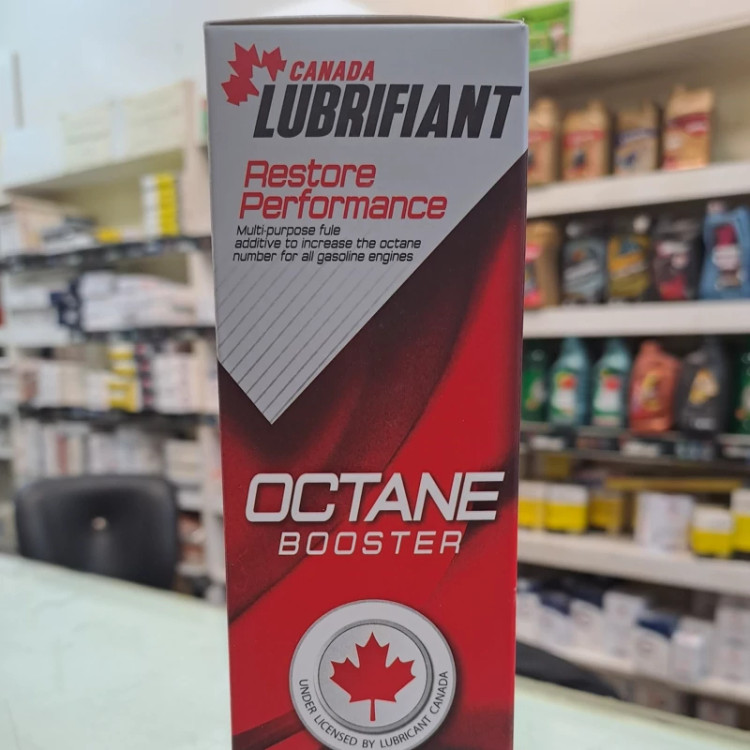 CANADA
LUBRIFIANT
Restore
Performance
Multi-purpose fule
additive to increase the octane
number for all gasoline engines
OCTANE
BOOSTER
UNDER LICENSED BY LUBRICANT CANADA